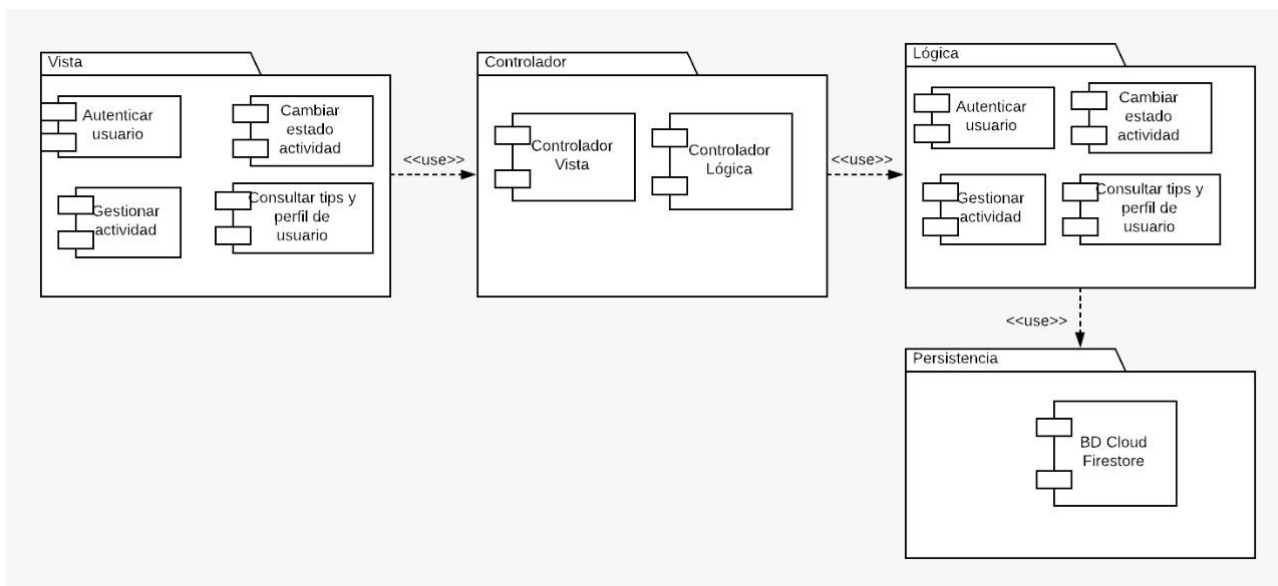 Vista
Autenticar
usuario
Cambiar
estado
actividad
Gestionar
actividad
Consultar tips y
perfil de
usuario
<<use>>
Controlador
Controlador
Vista
Controlador
Lógica
<<use>>
Lógica
Autenticar
usuario
Cambiar
estado
actividad
Gestionar
actividad
Consultar tips y
perfil de
usuario
<<use>>
Persistencia
BD Cloud
Firestore